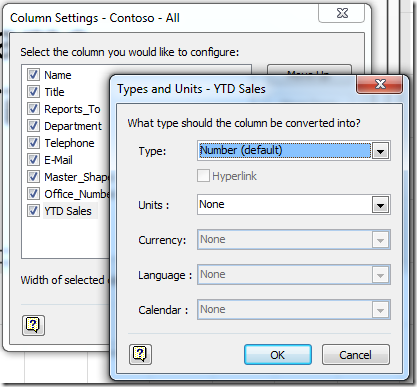 Column Settings - Contoso - All
Select the column you would like to configure:
Name
Title
Reports_To
Department
Telephone
E-Mail
Master_Shap
Office_Numbe
YTD Sales
Move Up
Width of selected
Types and Units - YTD Sales
What type should the column be converted into?
Type: Number (default)
Hyperlink
Units : None
Currency: None
Language : None
Calendar : None
OK Cancel